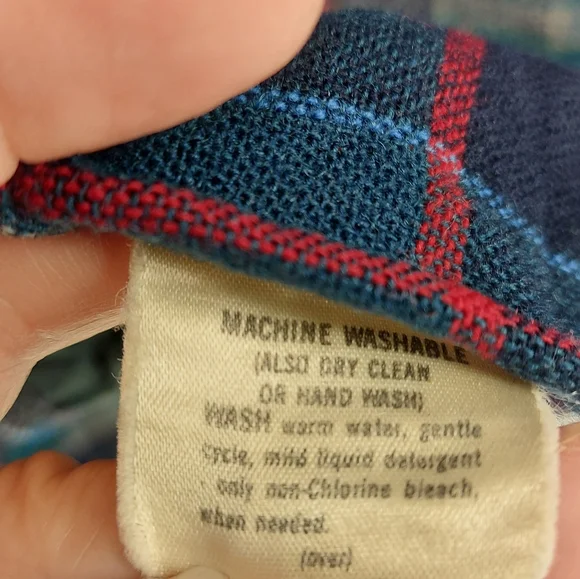 MACHINE WASHABLE
(ALSO DRY CLEAN
OR HAND WASH)
WASH warm water, gentle
cycle, mild liquid detergent
- only non-Chlorine bleach,
when needed.
(over)